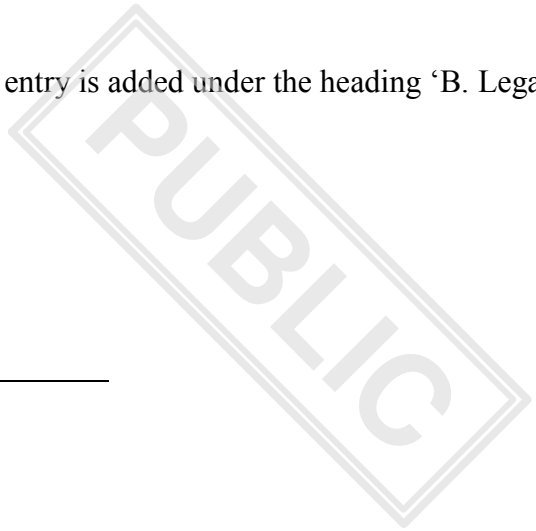 entry is added under the heading ‘B. Lega
PUBLIC